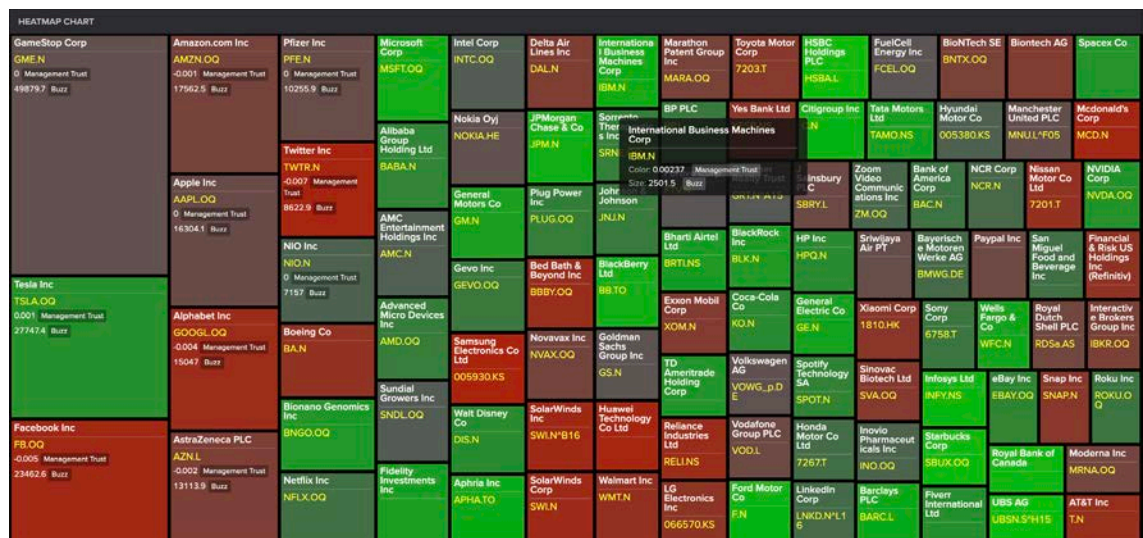 HEATMAP CHART
GameStop Corp
GME.N
0 Management Trust
49879.7 Buzz
Tesla Inc
TSLA.OQ
0.001 Management Trust
27747.4 Buzz
Facebook Inc
FB.OQ
-0.005 Management Trust
23462.6 Buzz
Amazon.com Inc
AMZN.OQ
-0.001 Management Trust
17562.5 Buzz
Apple Inc
AAPL.OQ
0 Management Trust
16304.1 Buzz
Alphabet Inc
GOOGL.OQ
-0.004 Management Trust
15047 Buzz
AstraZeneca PLC
AZN.L
-0.002 Management Trust
13113.9 Buzz
Pfizer Inc
PFE.N
0 Management Trust
10255.9 Buzz
Twitter Inc
TWTR.N
-0.007 Management
Trust
8622.9 Buzz
NIO Inc
NIO.N
0 Management Trust
7157 Buzz
Boeing Co
BA.N
Bionano Genomics
Inc
BNGO.OQ
Netflix Inc
NFLX.OQ
Microsoft
Corp
MSFT.OQ
Alibaba
Group
Holding Ltd
BABA.N
AMC
Entertainment
Holdings Inc
AMC.N
Advanced
Micro Devices
Inc
AMD.OQ
Sundial
Growers Inc
SNDL.OQ
Fidelity
Investments
Inc
Intel Corp
INTC.OQ
Nokia Oyj
NOKIA.HE
General
Motors Co
GM.N
Gevo Inc
GEVO.OQ
Samsung
Electronics Co
Ltd
005930.KS
Walt Disney
Co
DIS.N
Aphria Inc
APHA.TO
Delta Air
Lines Inc
DAL.N
JPMorgan
Chase & Co
JPM.N
Plug Power
Inc
PLUG.OQ
Bed Bath &
Beyond Inc
BBBY.OQ
Novavax Inc
NVAX.OQ
SolarWinds
Inc
SWI.N^B16
SolarWinds
Corp
SWI.N
Internationa
l Business
Machines
Corp
IBM.N
Sorrento
Ther
s Inc
SRN
Johnson
JNJ.N
BlackBerry
Ltd
BB.TO
Goldman
Sachs
Group Inc
GS.N
Huawei
Technology
Co Ltd
Walmart Inc
WMT.N
Marathon
Patent Group
Inc
MARA.OQ
BP PLC
International Business Machines
Corp
IBM.N
Color: 0.00237 Management Trust
Size: 2501.5 Buzz
Bharti Airtel
Ltd
BRTI.NS
Exxon Mobil
Corp
XOM.N
TD
Ameritrade
Holding
Corp
Reliance
Industries
Ltd
RELI.NS
LG
Electronics
Inc
066570.KS
Toyota Motor
Corp
7203.T
Yes Bank Ltd
BlackRock
Inc
BLK.N
Coca-Cola
Co
KO.N
Volkswagen
AG
VOWG_p.D
E
Vodafone
Group PLC
VOD.L
Ford Motor
Co
F.N
HSBC
Holdings
PLC
HSBA.L
Citigroup Inc
C.N
Sainsbury
PLC
SBRY.L
HP Inc
HPQ.N
General
Electric Co
GE.N
Spotify
Technology
SA
SPOT.N
Honda
Motor Co
Ltd
7267.T
LinkedIn
Corp
LNKD.N^L1
6
Barclays
PLC
BARC.L
FuelCell
Energy Inc
FCEL.OQ
Tata Motors
Ltd
TAMO.NS
Zoom
Video
Communic
ations Inc
ZM.OQ
Sriwijaya
Air PT
Xiaomi Corp
1810.HK
Sinovac
Biotech Ltd
SVA.OQ
Inovio
Pharmaceut
icals Inc
INO.OQ
BioNTech SE
BNTX.OQ
Hyundai
Motor Co
005380.KS
Bank of
America
Corp
BAC.N
Bayerisch
e Motoren
Werke AG
BMWG.DE
Sony
Corp
6758.T
Infosys Ltd
INFY.NS
Starbucks
Corp
SBUX.OQ
Fiverr
International
Ltd
Biontech AG
Manchester
United PLC
MNU.L^F05
NCR Corp
NCR.N
Paypal Inc
Wells
Fargo &
Co
WFC.N
eBay Inc
EBAY.OQ
Royal Bank of
Canada
UBS AG
UBSN.S^H15
Spacex Co
McDonald's
Corp
MCD.N
Nissan
Motor Co
Ltd
7201.T
NVIDIA
Corp
NVDA.OQ
San
Miguel
Food and
Beverage
Inc
Financial
& Risk US
Holdings
Inc
(Refinitiv)
Royal
Dutch
Shell PLC
RDSa.AS
Interactiv
e Brokers
Group Inc
IBKR.OQ
Snap Inc
SNAP.N
Roku Inc
ROKU.O
Q
Moderna Inc
MRNA.OQ
AT&T Inc
T.N